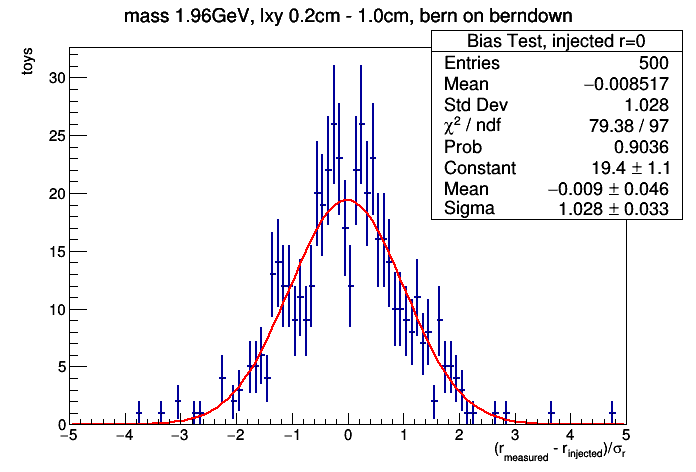 mass 1.96GeV, lxy 0.2cm - 1.0cm, bern on berndown
Bias Test, injected r=0
Entries 500
Mean −0.008517
Std Dev 1.028
χ² / ndf 79.38 / 97
Prob 0.9036
Constant 19.4 ± 1.1
Mean −0.009 ± 0.046
Sigma 1.028 ± 0.033
toys
30
25
20
15
10
5
0
−5 −4 −3 −2 −1 0 1 2 3 4 5
(r_measured - r_injected)/σ_r